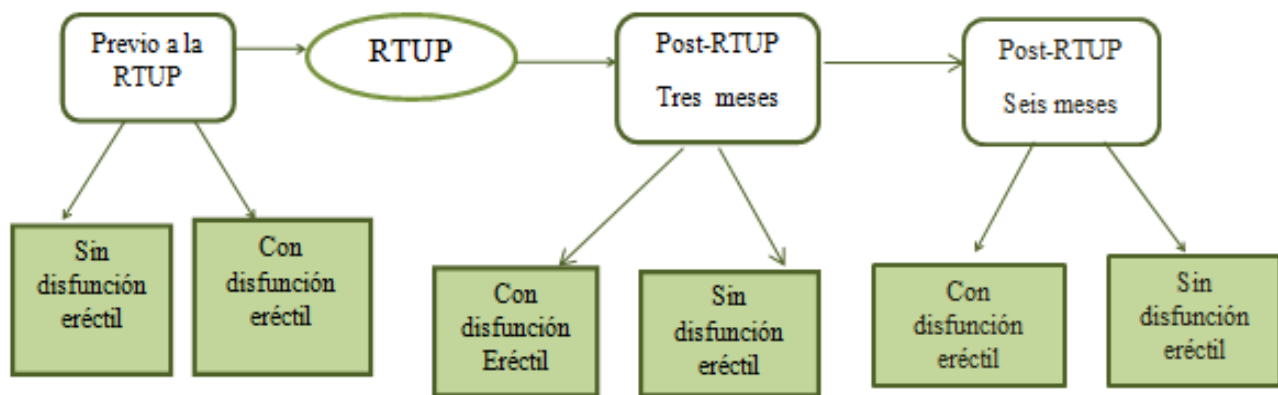 Previo a la
RTUP
RTUP
Post-RTUP
Tres meses
Post-RTUP
Seis meses
Sin
disfunción
eréctil
Con
disfunción
eréctil
Con
disfunción
Eréctil
Sin
disfunción
eréctil
Con
disfunción
eréctil
Sin
disfunción
eréctil